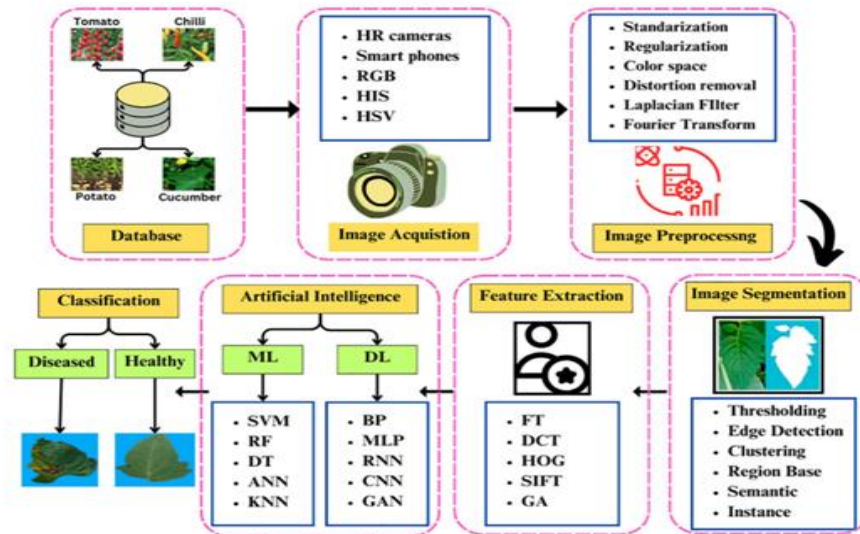 Tomato
Chilli
Potato
Cucumber
Database
• HR cameras
• Smart phones
• RGB
• HIS
• HSV
Image Acquistion
• Standarization
• Regularization
• Color space
• Distortion removal
• Laplacian FIlter
• Fourier Transform
Image Preprocessng
Image Segmentation
• Thresholding
• Edge Detection
• Clustering
• Region Base
• Semantic
• Instance
Feature Extraction
• FT
• DCT
• HOG
• SIFT
• GA
Artificial Intelligence
ML
DL
• SVM
• RF
• DT
• ANN
• KNN
• BP
• MLP
• RNN
• CNN
• GAN
Classification
Diseased
Healthy